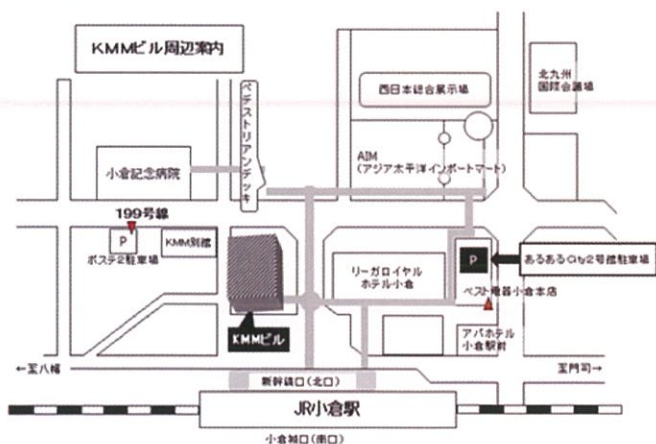 KMMビル周辺案内
ペデストリアンデッキ
西日本総合展示場
北九州
国際会議場
小倉記念病院
AIM
(アジア太平洋インポートマート)
199号線
P
ポステ2駐車場
KMM別館
リーガロイヤル
ホテル小倉
P
あるあるCity2号館駐車場
ベスト電器小倉本店
KMMビル
アパホテル
小倉駅前
←至八幡
新幹線口(北口)
至門司→
JR小倉駅
小倉城口(南口)